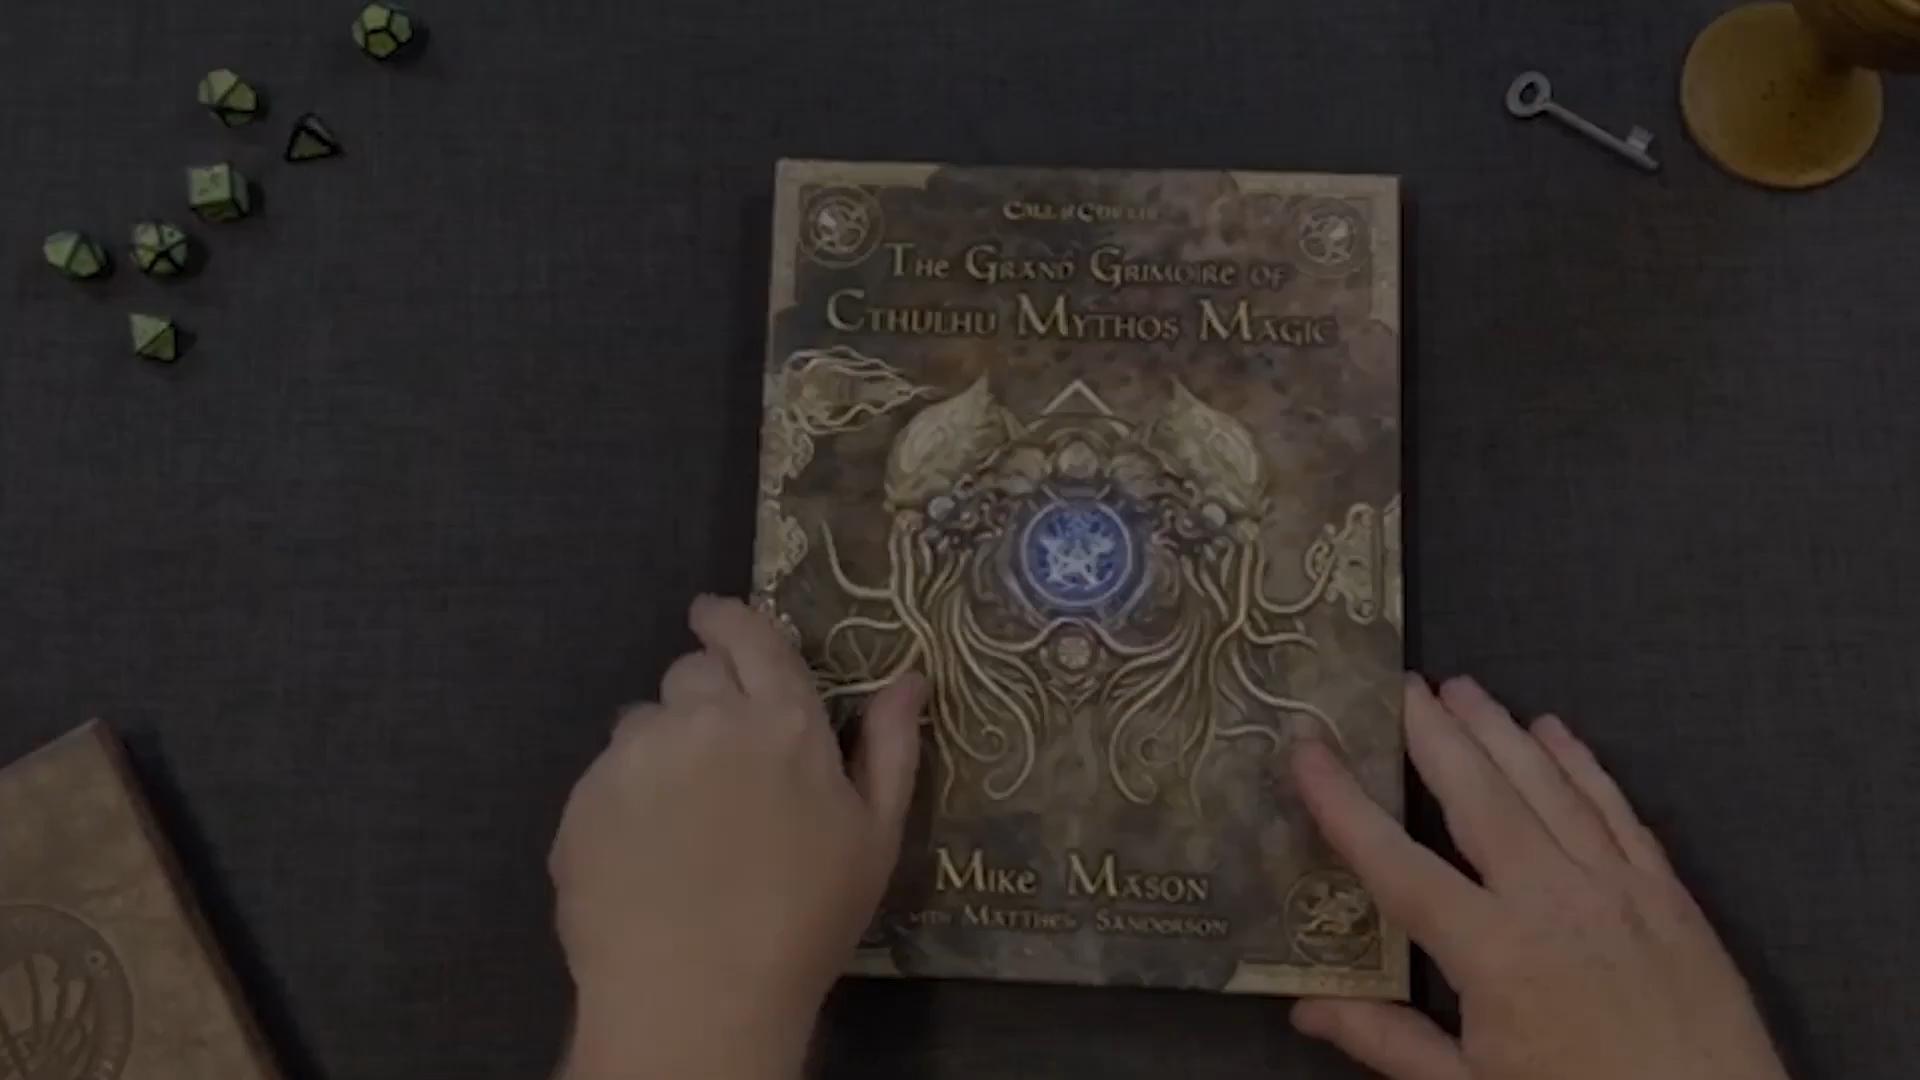 Call of Cthulhu
The Grand Grimoire of
Cthulhu Mythos Magic
Mike Mason
with Matthew Sanderson